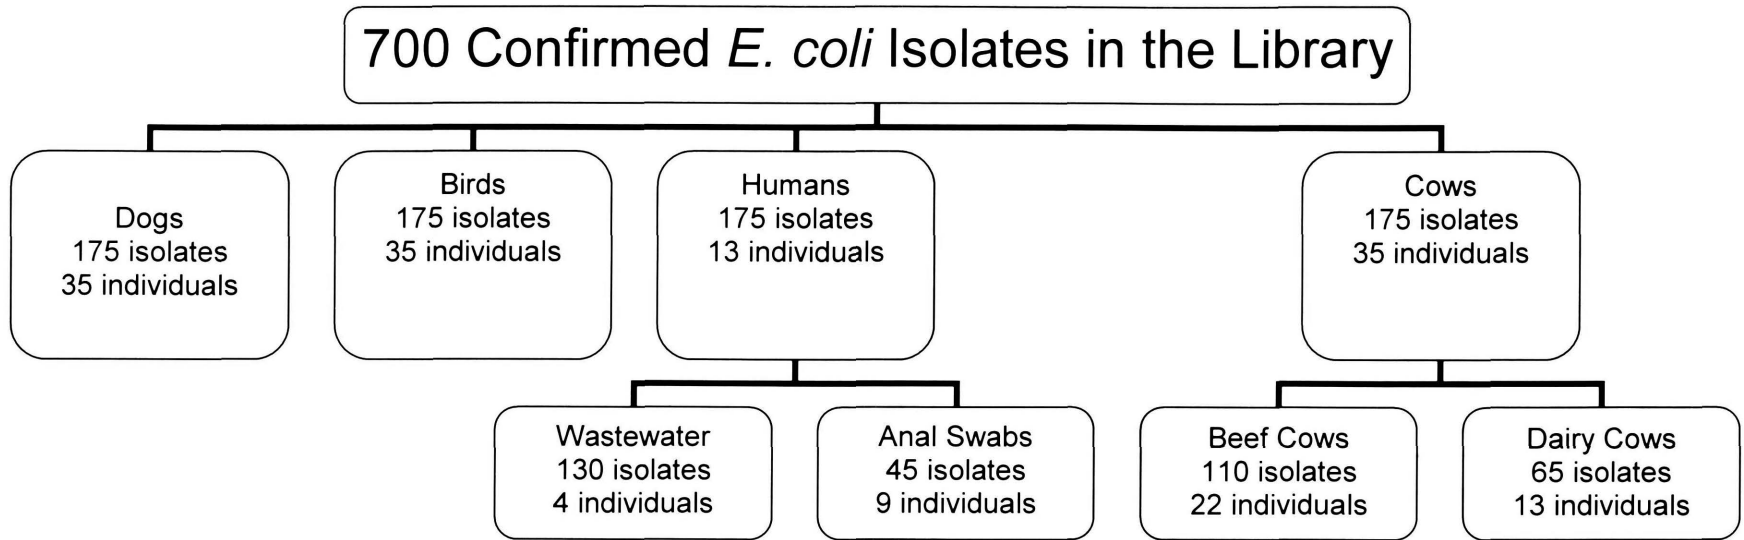 700 Confirmed E. coli Isolates in the Library
Dogs
175 isolates
35 individuals
Birds
175 isolates
35 individuals
Humans
175 isolates
13 individuals
Cows
175 isolates
35 individuals
Wastewater
130 isolates
4 individuals
Anal Swabs
45 isolates
9 individuals
Beef Cows
110 isolates
22 individuals
Dairy Cows
65 isolates
13 individuals